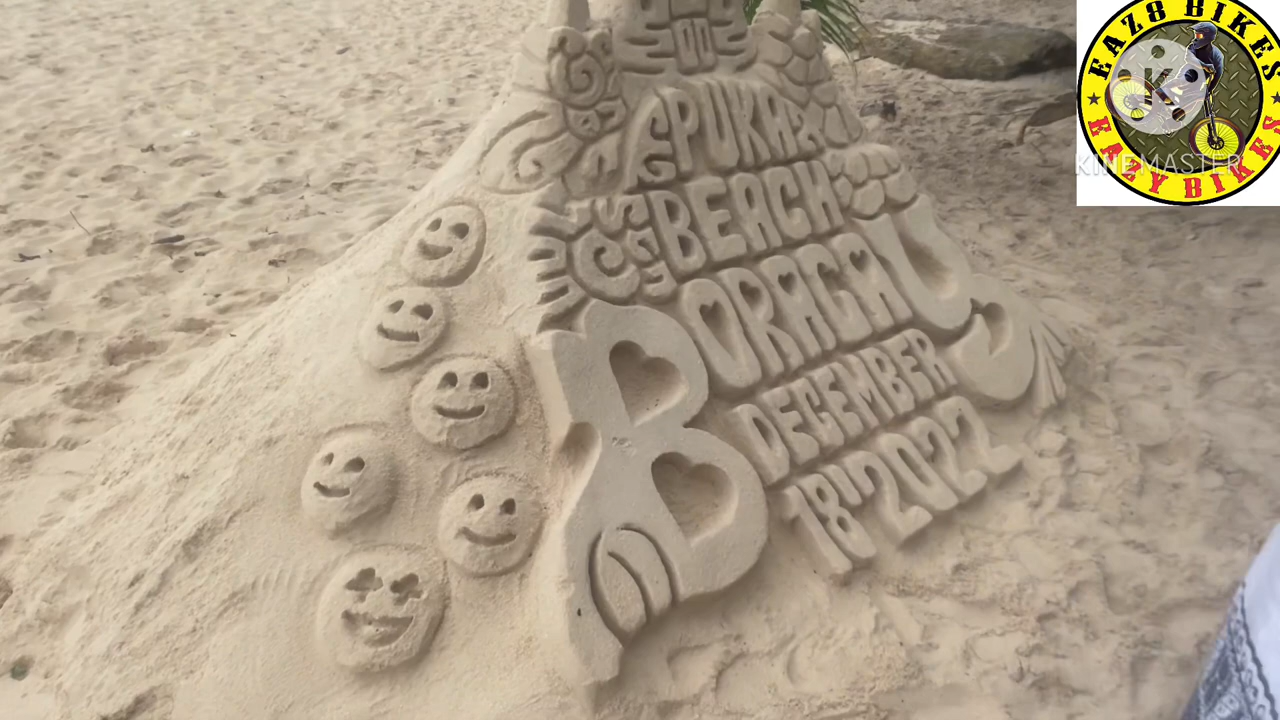 PUKA
BEACH
BORACAY
DECEMBER
18"2022
EAZ8 BIKES
EAZY BIKES
K
KINEMASTER